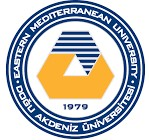 EASTERN MEDITERRANEAN UNIVERSITY
1979
DOĞU AKDENİZ ÜNİVERSİTESİ